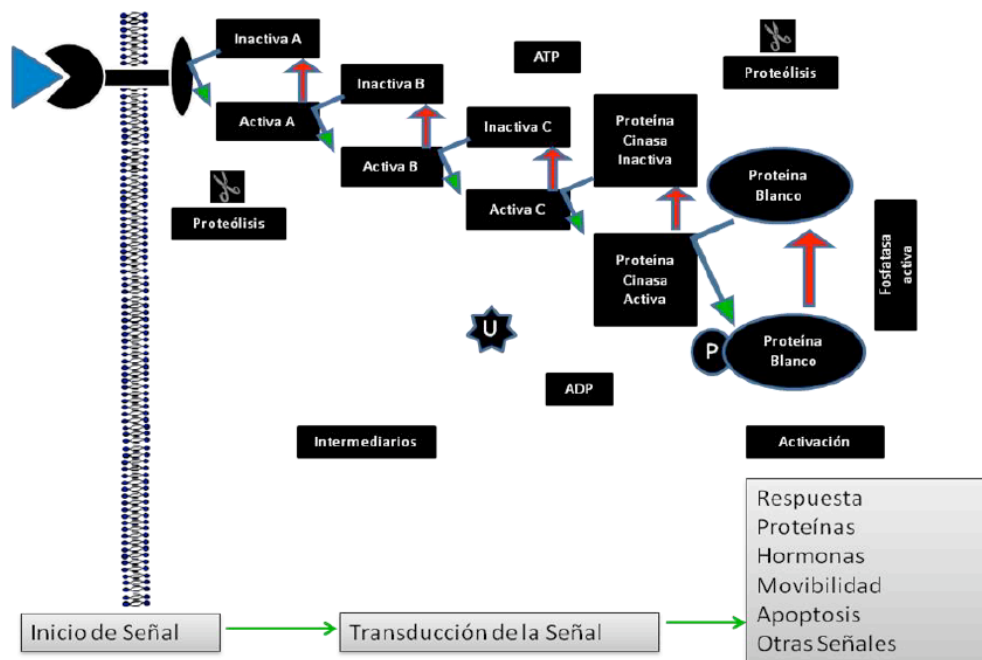 Inactiva A
ATP
Proteólisis
Inactiva B
Activa A
Inactiva C
Proteína
Cinasa
Inactiva
Activa B
Proteína
Blanco
Proteólisis
Activa C
Proteína
Cinasa
Activa
Fosfatasa
activa
U
P
Proteína
Blanco
ADP
Intermediarios
Activación
Respuesta
Proteínas
Hormonas
Movibilidad
Apoptosis
Otras Señales
Inicio de Señal
Transducción de la Señal